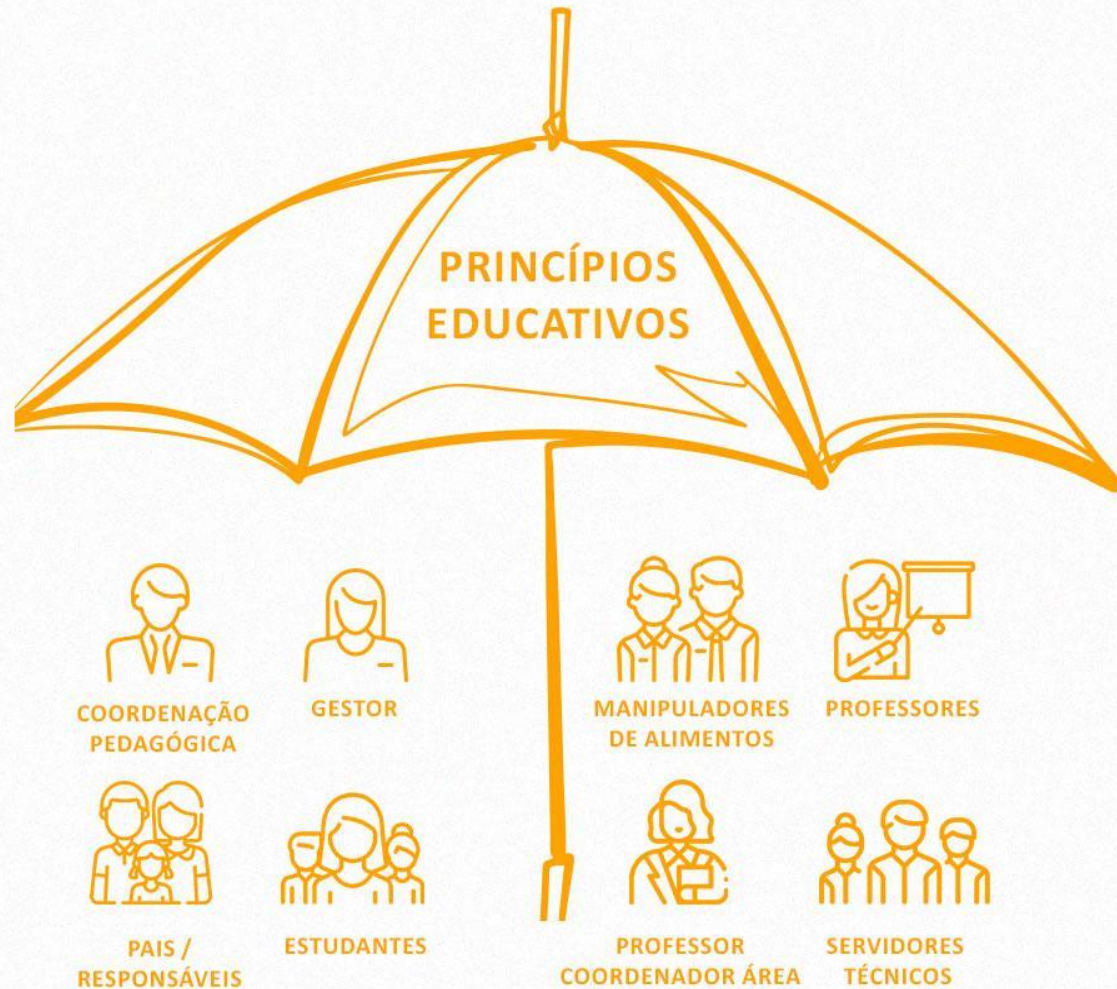 PRINCÍPIOS
EDUCATIVOS
COORDENAÇÃO
PEDAGÓGICA
GESTOR
MANIPULADORES
DE ALIMENTOS
PROFESSORES
PAIS /
RESPONSÁVEIS
ESTUDANTES
PROFESSOR
COORDENADOR ÁREA
SERVIDORES
TÉCNICOS